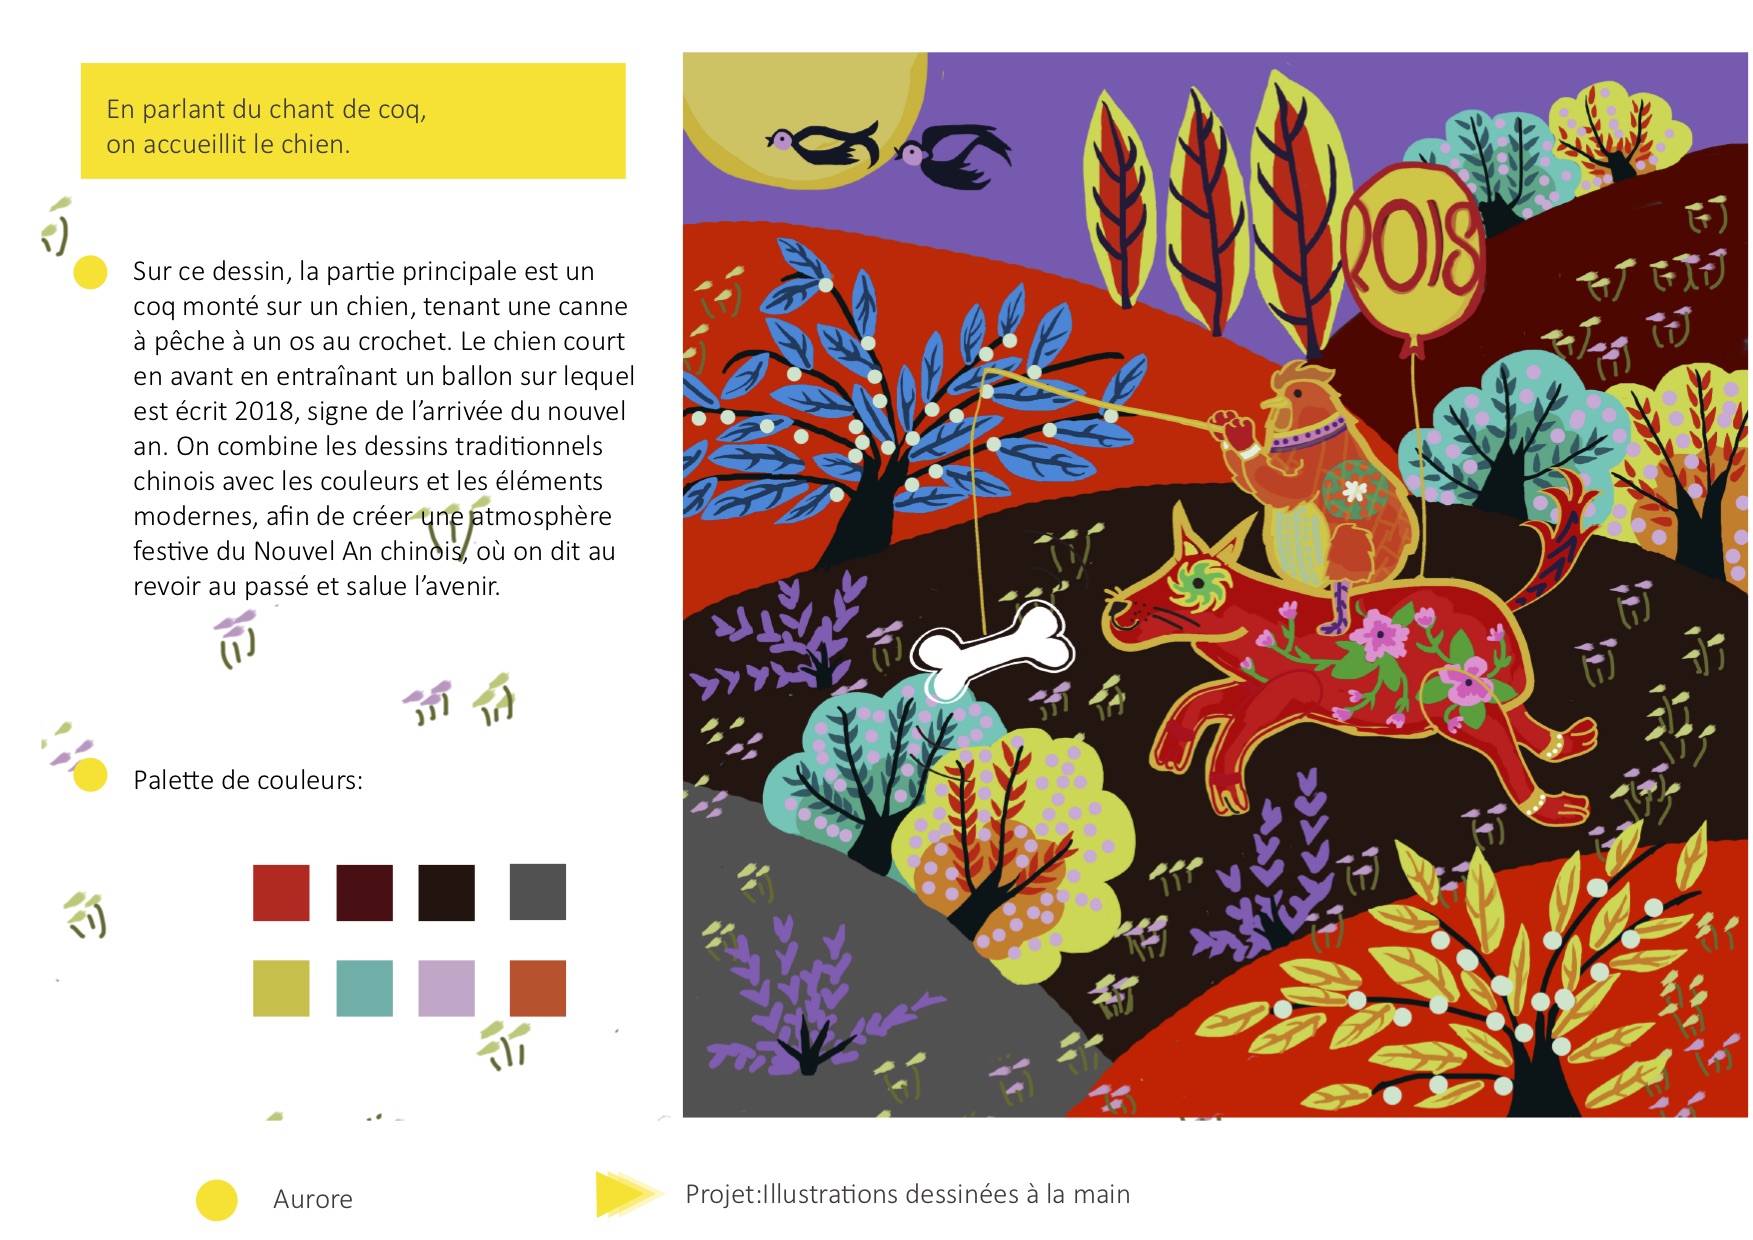 En parlant du chant de coq,
on accueillit le chien.
Sur ce dessin, la partie principale est un
coq monté sur un chien, tenant une canne
à pêche à un os au crochet. Le chien court
en avant en entraînant un ballon sur lequel
est écrit 2018, signe de l’arrivée du nouvel
an. On combine les dessins traditionnels
chinois avec les couleurs et les éléments
modernes, afin de créer une atmosphère
festive du Nouvel An chinois, où on dit au
revoir au passé et salue l’avenir.
Palette de couleurs:
2018
Aurore
Projet:Illustrations dessinées à la main